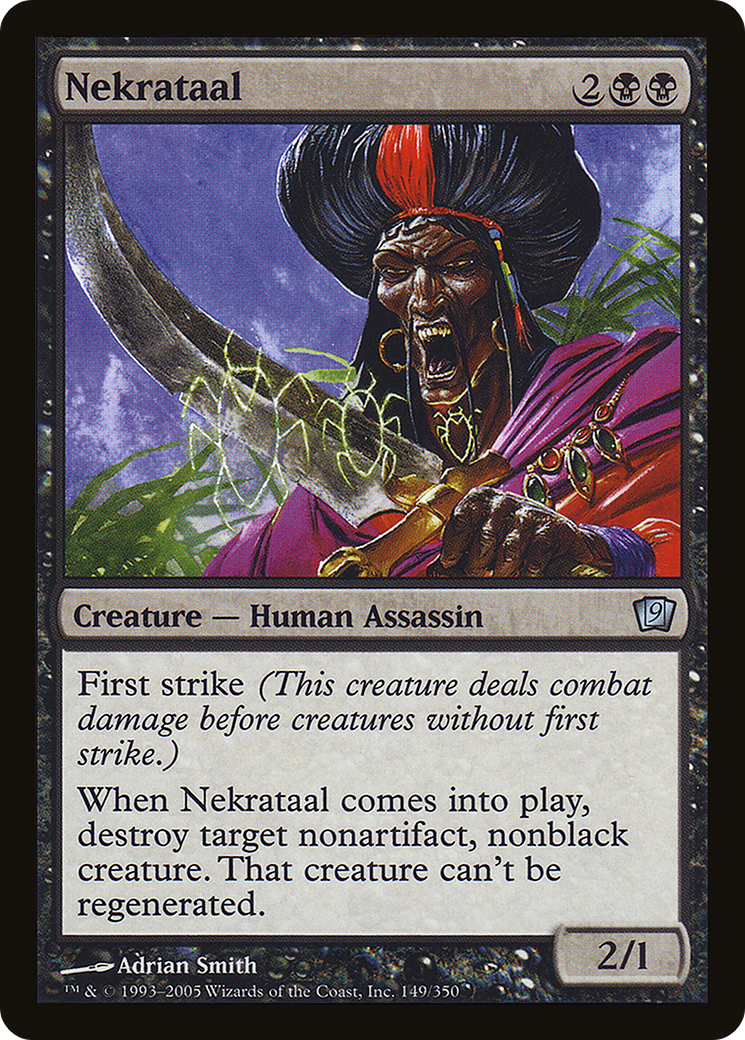 Nekrataal 2
Creature — Human Assassin 9
First strike (This creature deals combat
damage before creatures without first
strike.)
When Nekrataal comes into play,
destroy target nonartifact, nonblack
creature. That creature can't be
regenerated.
2/1
Adrian Smith
™ & © 1993–2005 Wizards of the Coast, Inc. 149/350